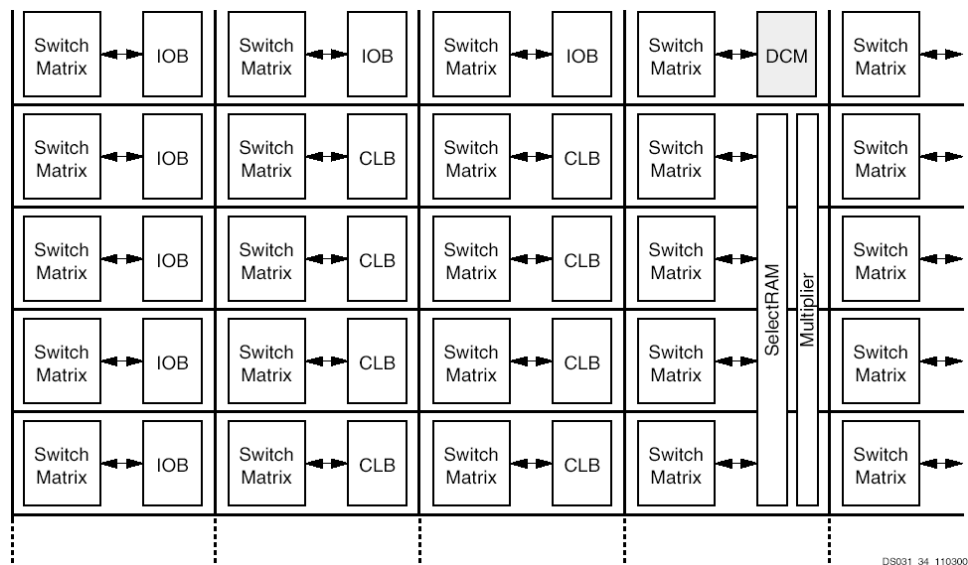 Switch
Matrix
IOB
Switch
Matrix
IOB
Switch
Matrix
IOB
Switch
Matrix
DCM
Switch
Matrix
Switch
Matrix
IOB
Switch
Matrix
CLB
Switch
Matrix
CLB
Switch
Matrix
Switch
Matrix
Switch
Matrix
IOB
Switch
Matrix
CLB
Switch
Matrix
CLB
Switch
Matrix
SelectRAM
Multiplier
Switch
Matrix
Switch
Matrix
IOB
Switch
Matrix
CLB
Switch
Matrix
CLB
Switch
Matrix
Switch
Matrix
Switch
Matrix
IOB
Switch
Matrix
CLB
Switch
Matrix
CLB
Switch
Matrix
Switch
Matrix
DS031_34_110300